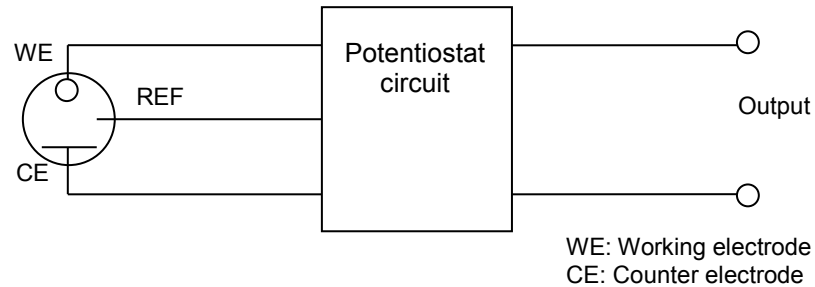 WE
Potentiostat
circuit
REF
Output
CE
WE: Working electrode
CE: Counter electrode